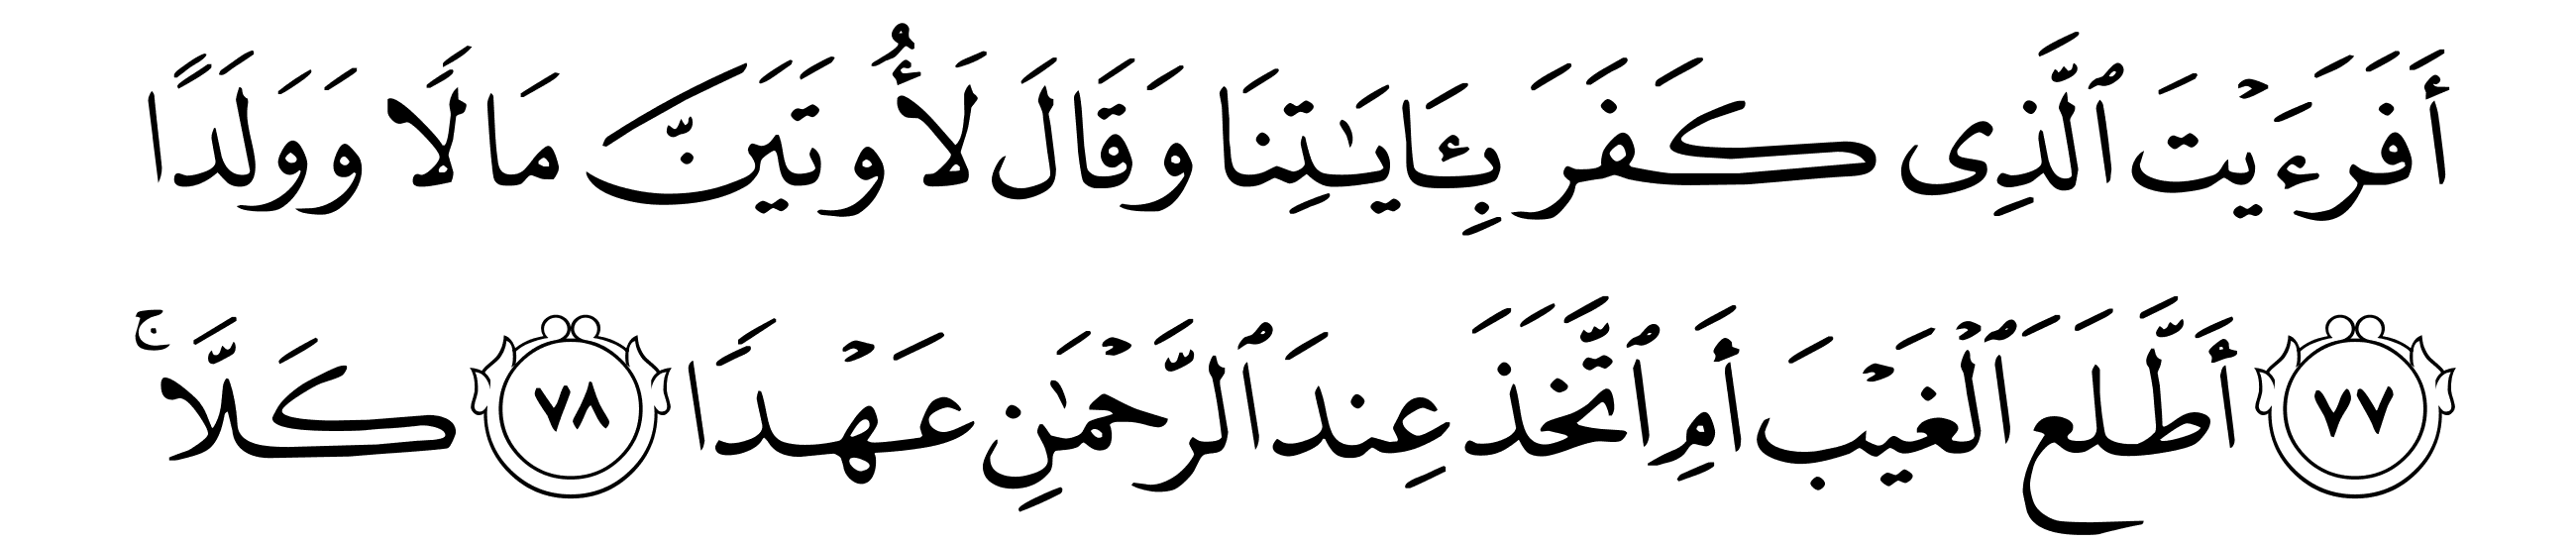 أَفَرَءَيْتَ ٱلَّذِى كَفَرَ بِـَٔايَـٰتِنَا وَقَالَ لَأُوتَيَنَّ مَالًا وَوَلَدًا
٧٧ أَطَّلَعَ ٱلْغَيْبَ أَمِ ٱتَّخَذَ عِندَ ٱلرَّحْمَـٰنِ عَهْدًا ٧٨ كَلَّا ۚ